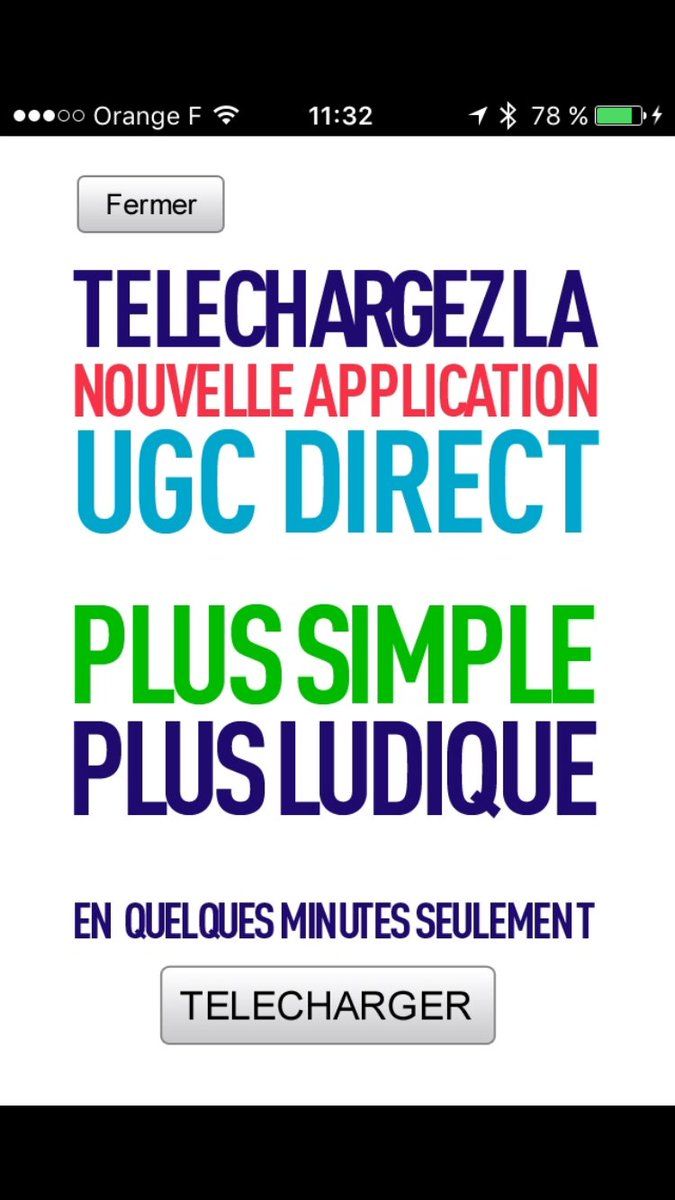 Orange F 11:32 78 %
Fermer
TELECHARGEZ LA
NOUVELLE APPLICATION
UGC DIRECT
PLUS SIMPLE
PLUS LUDIQUE
EN QUELQUES MINUTES SEULEMENT
TELECHARGER